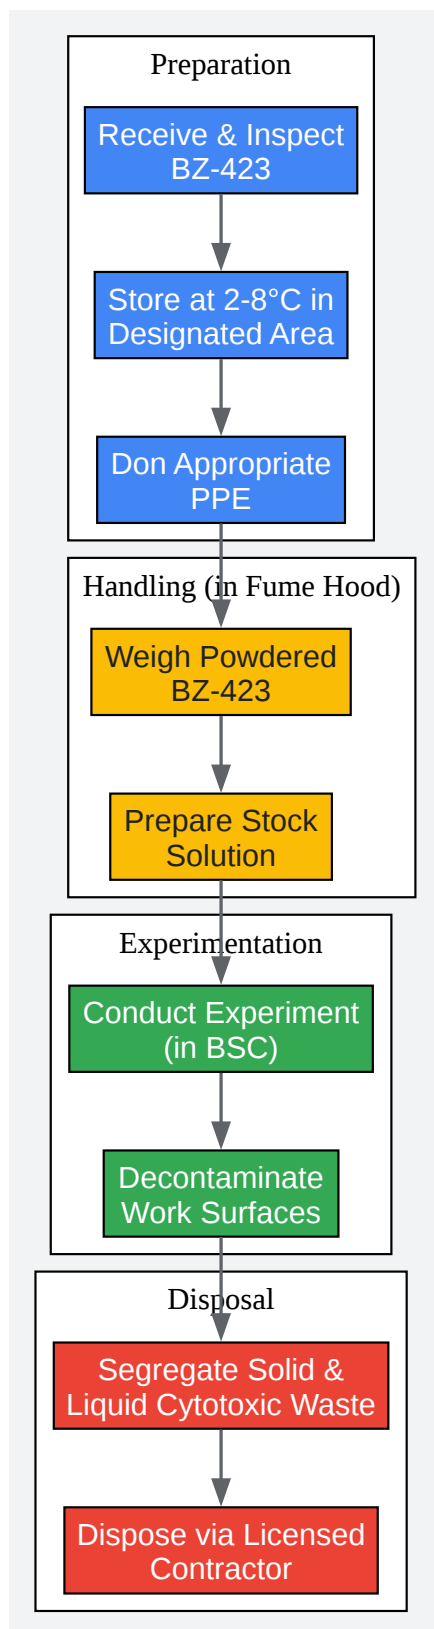 Preparation
Receive & Inspect
BZ-423
Store at 2-8°C in
Designated Area
Don Appropriate
PPE
Handling (in Fume Hood)
Weigh Powdered
BZ-423
Prepare Stock
Solution
Experimentation
Conduct Experiment
(in BSC)
Decontaminate
Work Surfaces
Disposal
Segregate Solid &
Liquid Cytotoxic Waste
Dispose via Licensed
Contractor